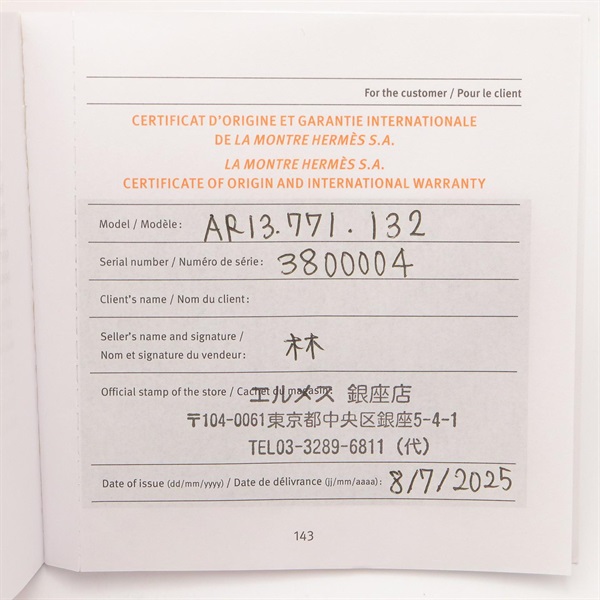 For the customer / Pour le client
CERTIFICAT D'ORIGINE ET GARANTIE INTERNATIONALE
DE LA MONTRE HERMÈS S.A.
LA MONTRE HERMÈS S.A.
CERTIFICATE OF ORIGIN AND INTERNATIONAL WARRANTY
Model / Modèle: AR13.771.132
Serial number / Numéro de série: 3800004
Client's name / Nom du client:
Seller's name and signature /
Nom et signature du vendeur: 林
Official stamp of the store / Cachet du magasin: エルメス 銀座店
〒104-0061東京都中央区銀座5-4-1
TEL03-3289-6811 (代)
Date of issue (dd/mm/yyyy) / Date de délivrance (jj/mm/aaaa): 8/7/2025
143